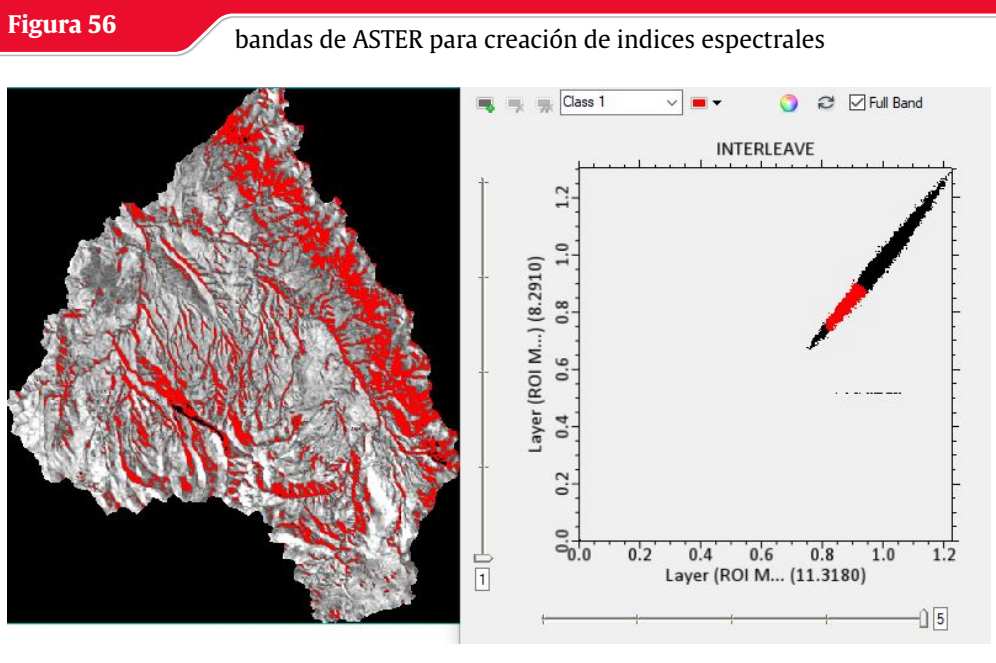 Figura 56
bandas de ASTER para creación de indices espectrales
Class 1
Full Band
INTERLEAVE
Layer (ROI M...) (8.2910)
1.2
1.0
0.8
0.6
0.4
0.2
0.0
0.0 0.2 0.4 0.6 0.8 1.0 1.2
Layer (ROI M... (11.3180)
1
5